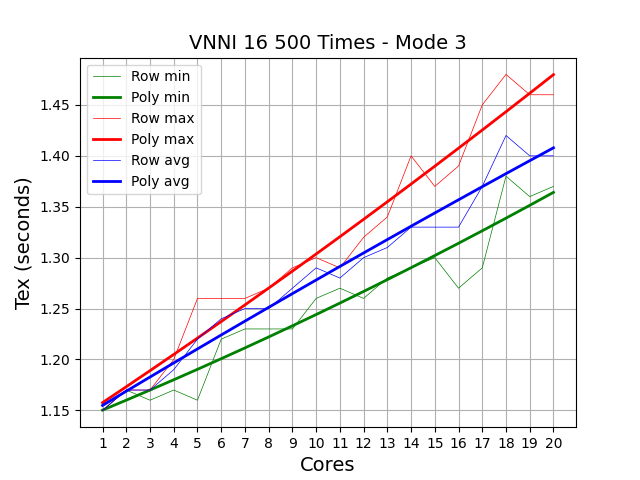 VNNI 16 500 Times - Mode 3
Row min
Poly min
Row max
Poly max
Row avg
Poly avg
Tex (seconds)
1.45
1.40
1.35
1.30
1.25
1.20
1.15
1 2 3 4 5 6 7 8 9 10 11 12 13 14 15 16 17 18 19 20
Cores